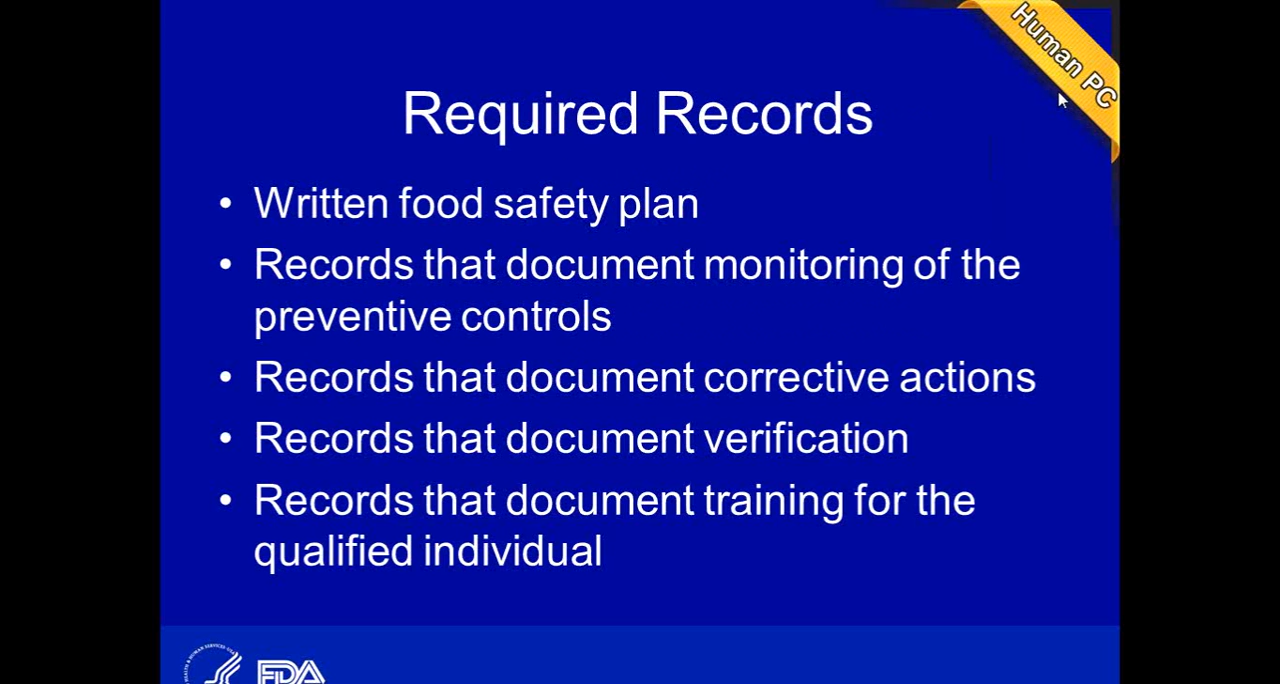 Human PC
Required Records
• Written food safety plan
• Records that document monitoring of the
preventive controls
• Records that document corrective actions
• Records that document verification
• Records that document training for the
qualified individual
FDA